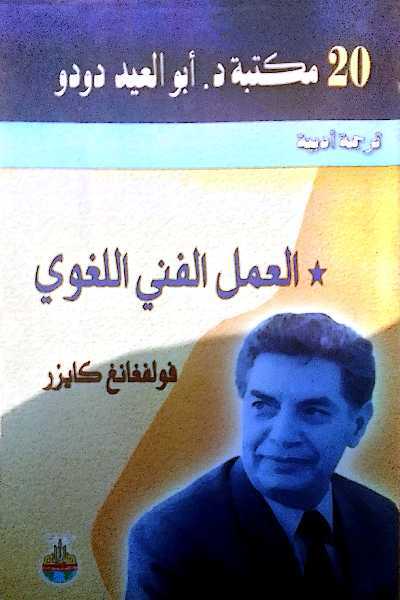 20 مكتبة د. أبو العيد دودو
ترجمة أدبية
* العمل الفني اللغوي
فولفغانغ كايزر